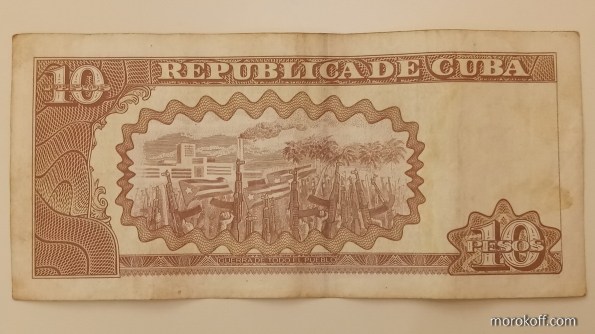 10
REPUBLICA DE CUBA
GUERRA DE TODO EL PUEBLO
10
PESOS
morokoff.com